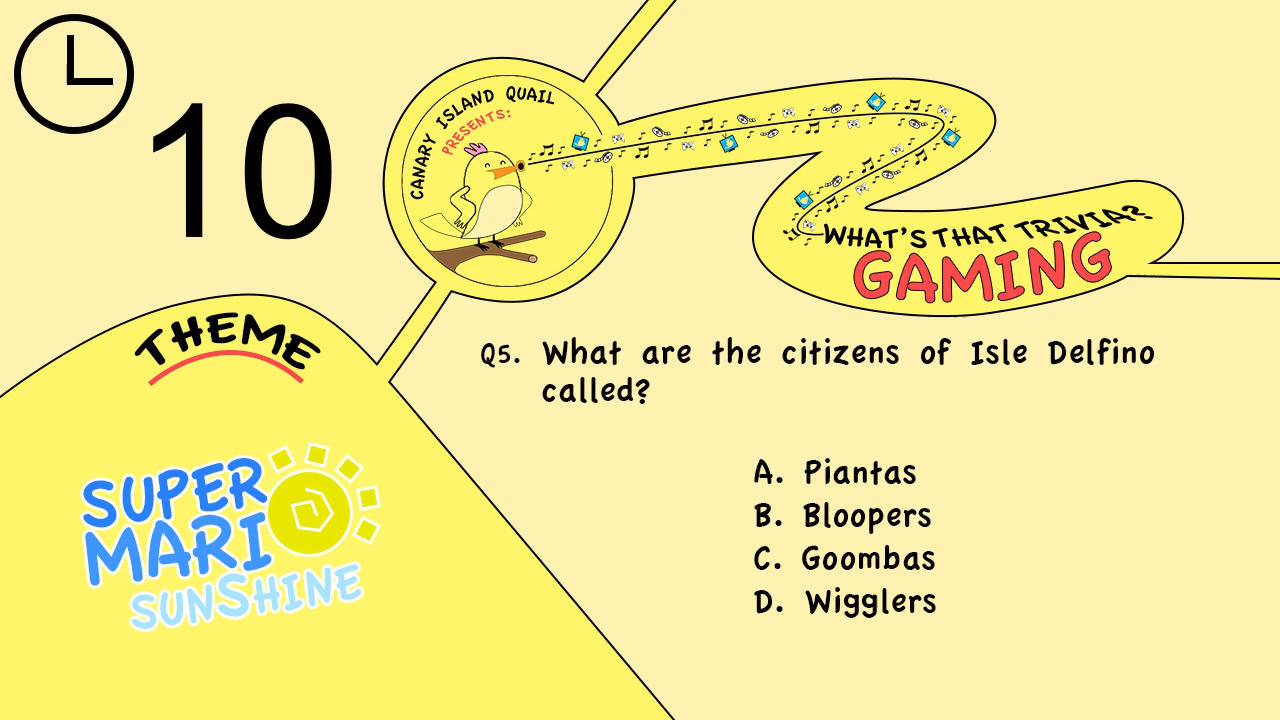 10
CANARY ISLAND QUAIL
PRESENTS:
WHAT'S THAT TRIVIA?
GAMING
THEME
SUPER
MARIO
SUNSHINE
Q5. What are the citizens of Isle Delfino
called?
A. Piantas
B. Bloopers
C. Goombas
D. Wigglers